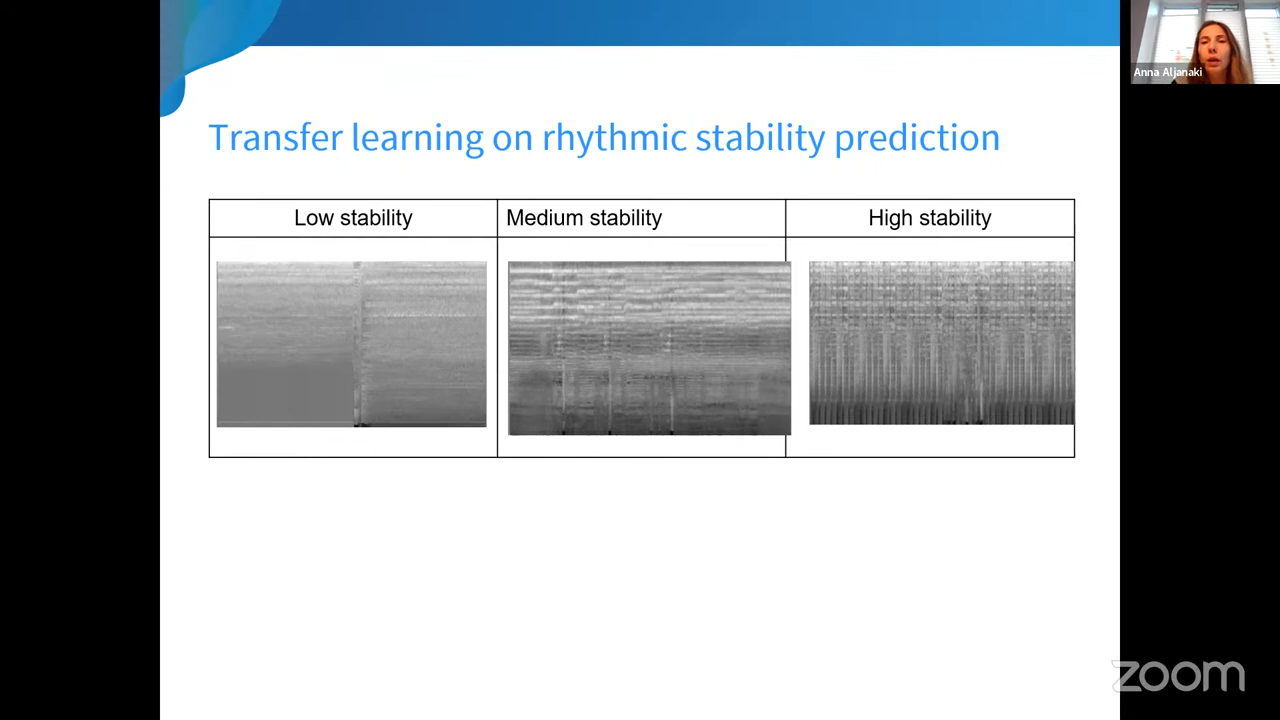 Anna Aljanaki
Transfer learning on rhythmic stability prediction
Low stability
Medium stability
High stability
zoom